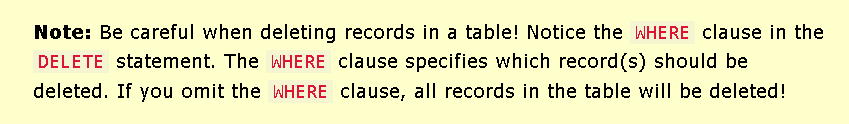 Note: Be careful when deleting records in a table! Notice the WHERE clause in the
DELETE statement. The WHERE clause specifies which record(s) should be
deleted. If you omit the WHERE clause, all records in the table will be deleted!